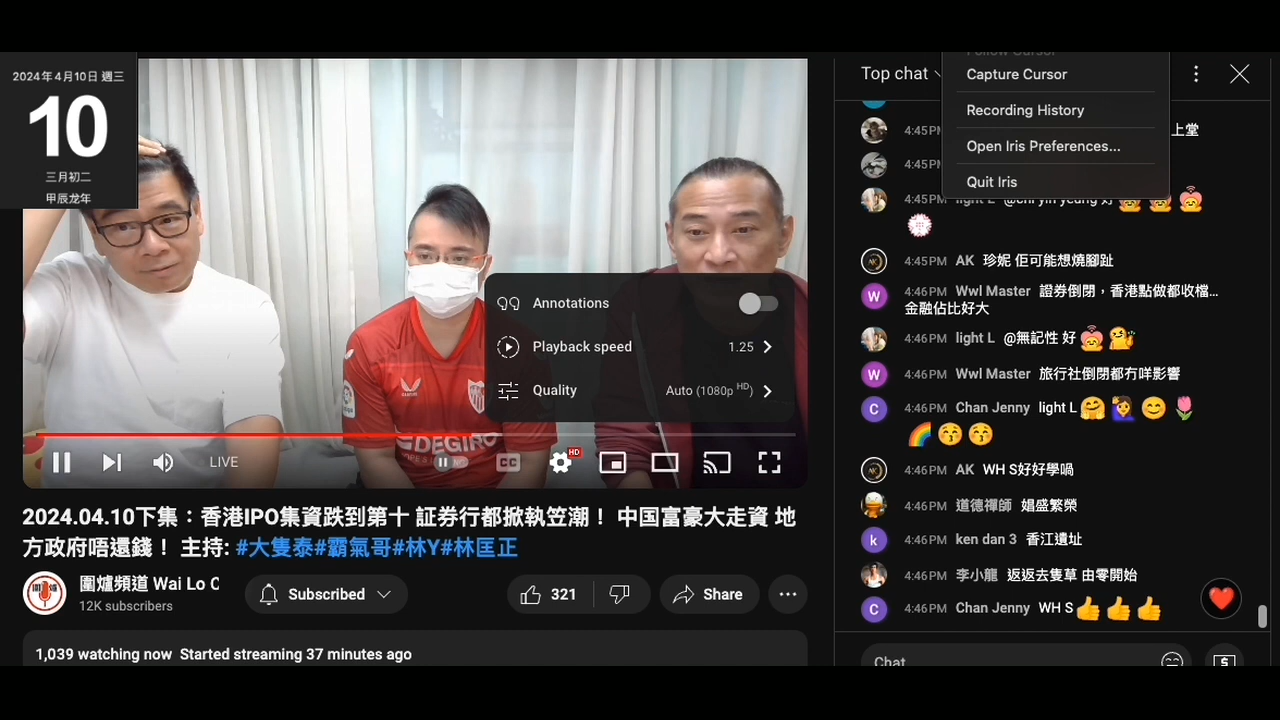 2024年4月10日 週三
10
三月初二
甲辰龙年
Annotations
Playback speed
1.25
Quality
Auto (1080p HD)
LIVE
CC
HD
DEGIRO
2024.04.10下集：香港IPO集資跌到第十 証券行都掀執笠潮！ 中国富豪大走資 地
方政府唔還錢！ 主持: #大隻泰#霸氣哥#林Y#林匡正
圍爐頻道 Wai Lo C
12K subscribers
Subscribed
321
Share
1,039 watching now Started streaming 37 minutes ago
Top chat
Follow Cursor
Capture Cursor
Recording History
Open Iris Preferences...
Quit Iris
4:45P
上堂
4:45P
4:45PM light L @chi yin yeung 好
4:45PM AK 珍妮 佢可能想燒腳趾
4:46PM Wwl Master 證券倒閉，香港點做都收檔...
金融佔比好大
4:46PM light L @無記性 好
4:46PM Wwl Master 旅行社倒閉都冇咩影響
4:46PM Chan Jenny light L
4:46PM AK WH S好好學喎
4:46PM 道德禪師 娼盛繁榮
4:46PM ken dan 3 香江遺址
4:46PM 李小龍 返返去隻草 由零開始
4:46PM Chan Jenny WH S
Chat